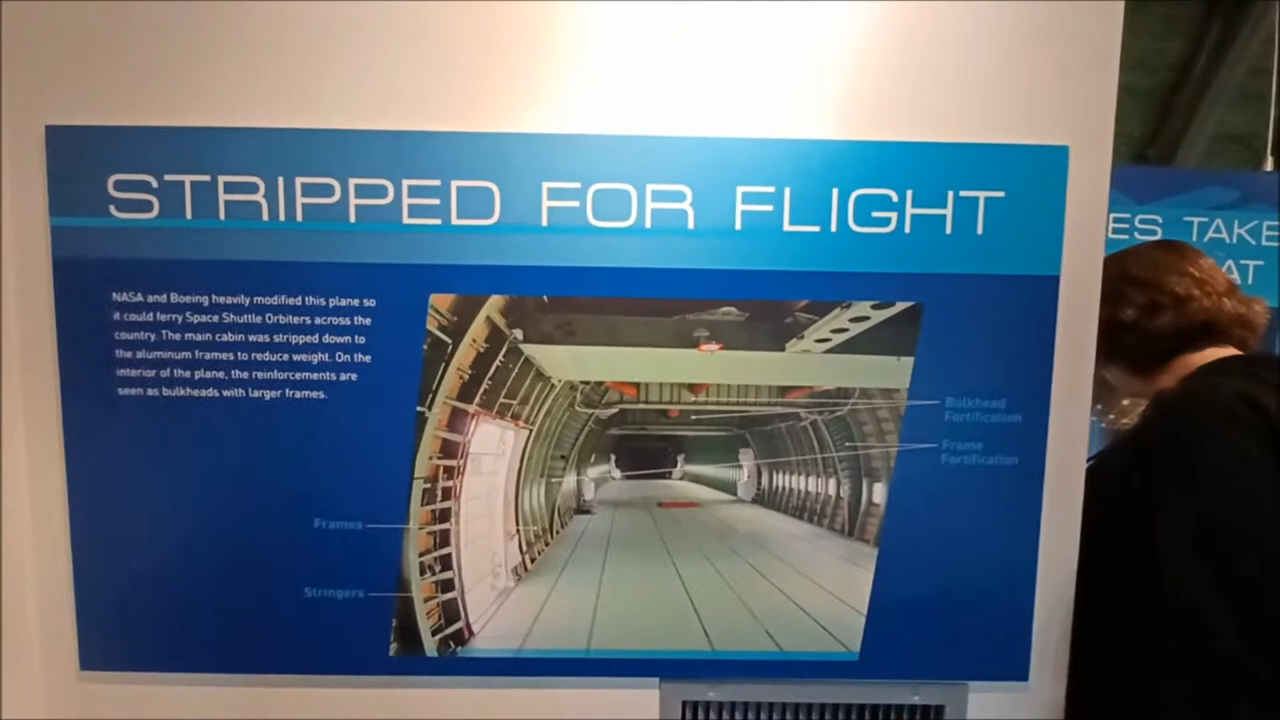 STRIPPED FOR FLIGHT
NASA and Boeing heavily modified this plane so
it could ferry Space Shuttle Orbiters across the
country. The main cabin was stripped down to
the aluminum frames to reduce weight. On the
interior of the plane, the reinforcements are
seen as bulkheads with larger frames.
Bulkhead
Fortification
Frame
Fortification
Frames
Stringers
ES TAKE
AT